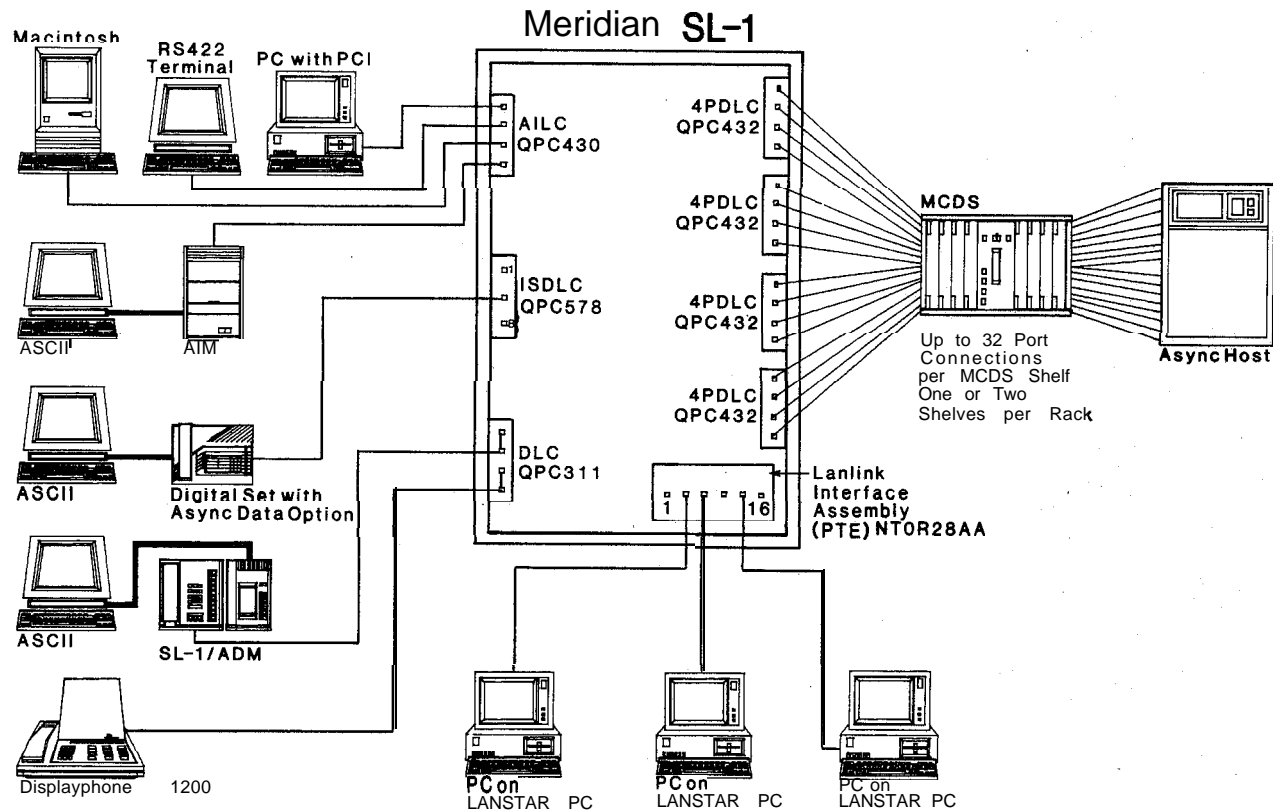 Meridian SL-1
Macintosh
RS422
Terminal
PC with PCI
AILC
QPC430
4PDLC
QPC432
4PDLC
QPC432
MCDS
ASCII
AIM
1
ISDLC
QPC578
8
4PDLC
QPC432
Up to 32 Port
Connections
per MCDS Shelf
One or Two
Shelves per Rack
Async Host
4PDLC
QPC432
ASCII
Digital Set with
Async Data Option
DLC
QPC311
1 16
Lanlink
Interface
Assembly
(PTE) NT0R28AA
ASCII
SL-1/ADM
Displayphone 1200
PC on
LANSTAR PC
PC on
LANSTAR PC
PC on
LANSTAR PC